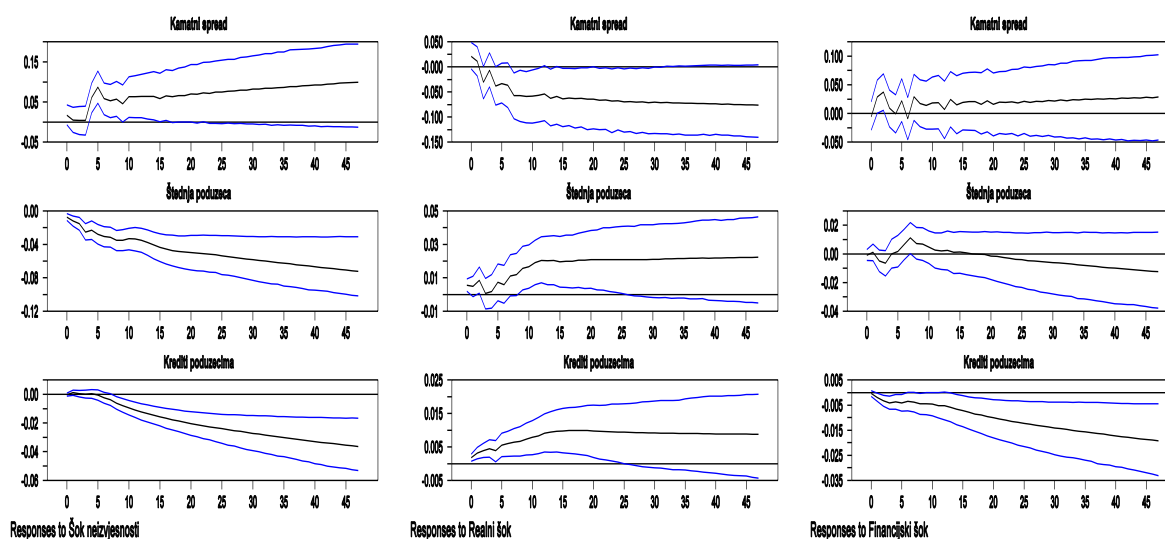 Kamatni spread Kamatni spread Kamatni spread
0.15
0.05
-0.05
0 5 10 15 20 25 30 35 40 45
0.050
-0.000
-0.050
-0.100
-0.150
0 5 10 15 20 25 30 35 40 45
0.100
0.050
0.000
-0.050
0 5 10 15 20 25 30 35 40 45
Štednja poduzeca Štednja poduzeca Štednja poduzeca
0.00
-0.04
-0.08
-0.12
0 5 10 15 20 25 30 35 40 45
0.05
0.03
0.01
-0.01
0 5 10 15 20 25 30 35 40 45
0.02
0.00
-0.02
-0.04
0 5 10 15 20 25 30 35 40 45
Krediti poduzecima Krediti poduzecima Krediti poduzecima
0.00
-0.02
-0.04
-0.06
0 5 10 15 20 25 30 35 40 45
0.025
0.015
0.005
-0.005
0 5 10 15 20 25 30 35 40 45
0.005
-0.005
-0.015
-0.025
-0.035
0 5 10 15 20 25 30 35 40 45
Responses to Šok neizvjesnosti Responses to Realni šok Responses to Financijski šok